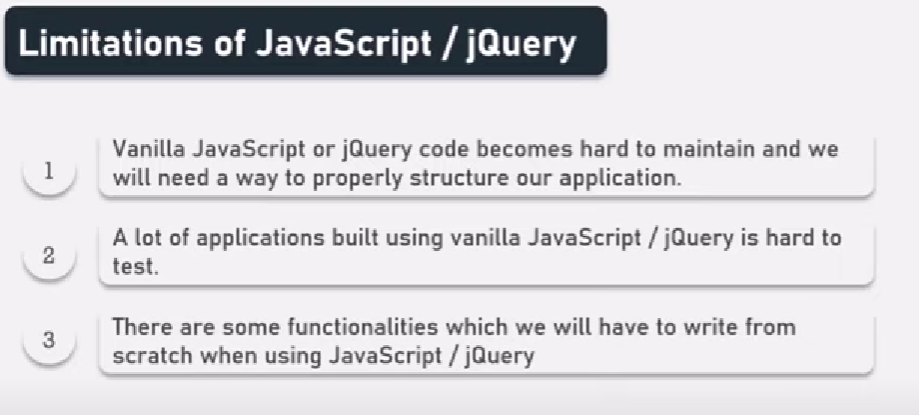 Limitations of JavaScript / jQuery
1
Vanilla JavaScript or jQuery code becomes hard to maintain and we
will need a way to properly structure our application.
2
A lot of applications built using vanilla JavaScript / jQuery is hard to
test.
3
There are some functionalities which we will have to write from
scratch when using JavaScript / jQuery